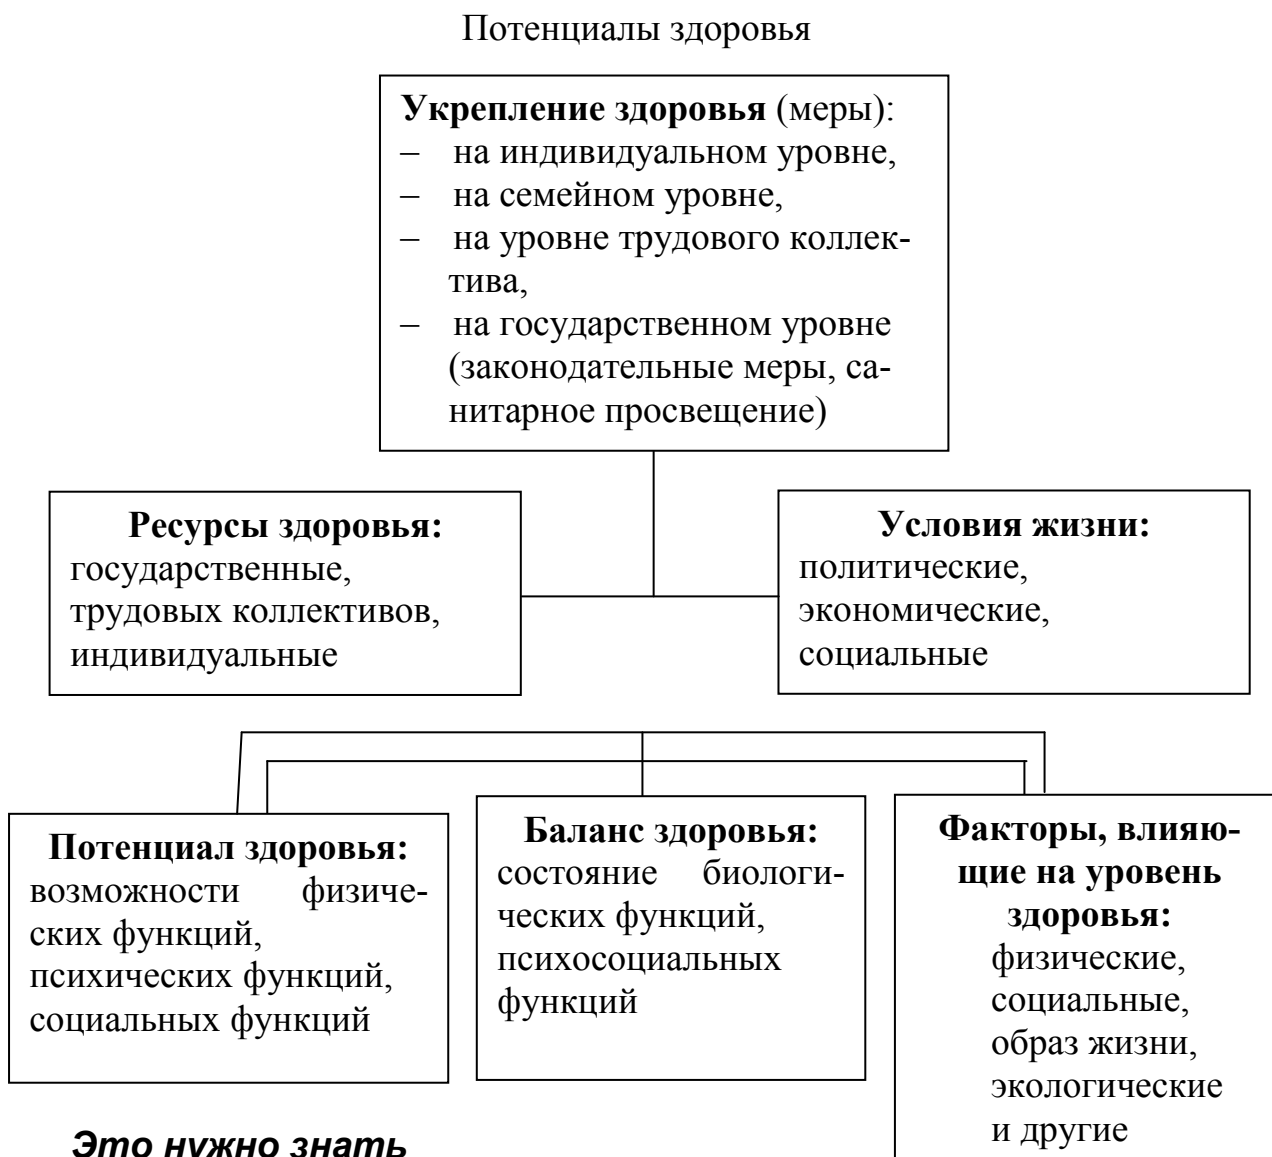 Потенциалы здоровья
Укрепление здоровья (меры):
– на индивидуальном уровне,
– на семейном уровне,
– на уровне трудового коллек-
тива,
– на государственном уровне
(законодательные меры, са-
нитарное просвещение)
Ресурсы здоровья:
государственные,
трудовых коллективов,
индивидуальные
Условия жизни:
политические,
экономические,
социальные
Потенциал здоровья:
возможности физиче-
ских функций,
психических функций,
социальных функций
Баланс здоровья:
состояние биологи-
ческих функций,
психосоциальных
функций
Факторы, влияю-
щие на уровень
здоровья:
физические,
социальные,
образ жизни,
экологические
и другие
Это нужно знать